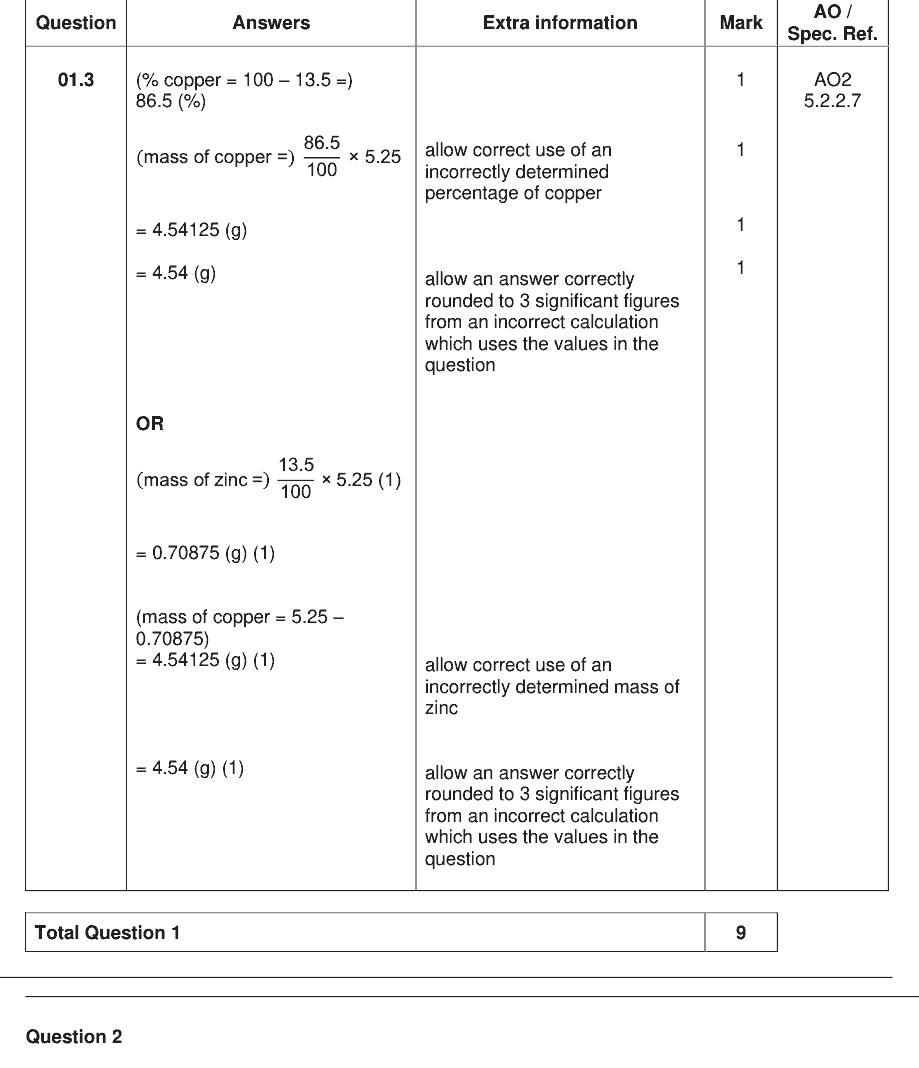 Question Answers Extra information Mark AO /
Spec. Ref.
01.3 (% copper = 100 – 13.5 =) 1 AO2
86.5 (%) 5.2.2.7
(mass of copper =) 86.5/100 × 5.25 allow correct use of an 1
incorrectly determined
percentage of copper
= 4.54125 (g) 1
= 4.54 (g) 1
allow an answer correctly
rounded to 3 significant figures
from an incorrect calculation
which uses the values in the
question
OR
(mass of zinc =) 13.5/100 × 5.25 (1)
= 0.70875 (g) (1)
(mass of copper = 5.25 –
0.70875)
= 4.54125 (g) (1) allow correct use of an
incorrectly determined mass of
zinc
= 4.54 (g) (1) allow an answer correctly
rounded to 3 significant figures
from an incorrect calculation
which uses the values in the
question
Total Question 1 9
Question 2